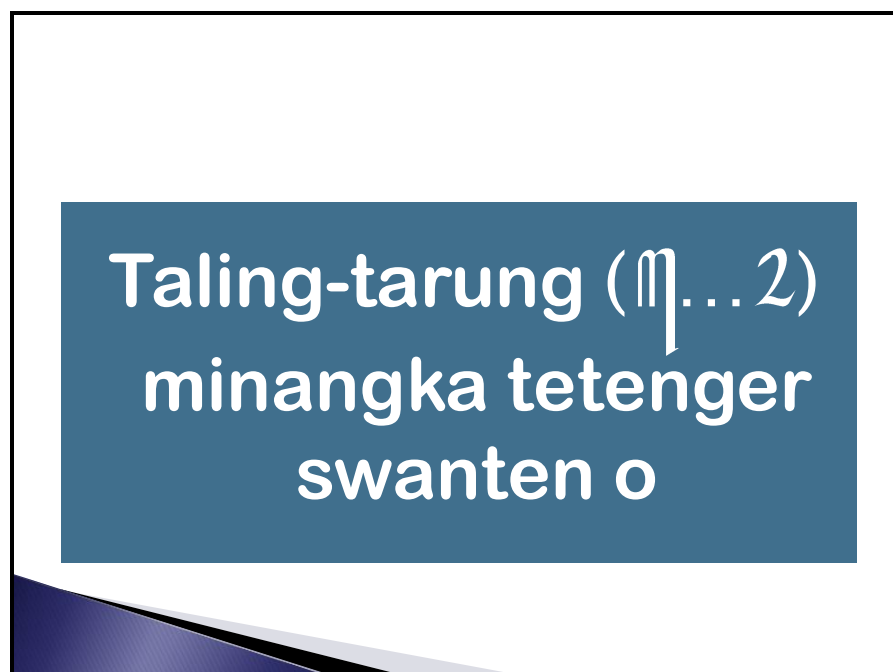 Taling-tarung (ꦺ...ꦴ)
minangka tetenger
swanten o